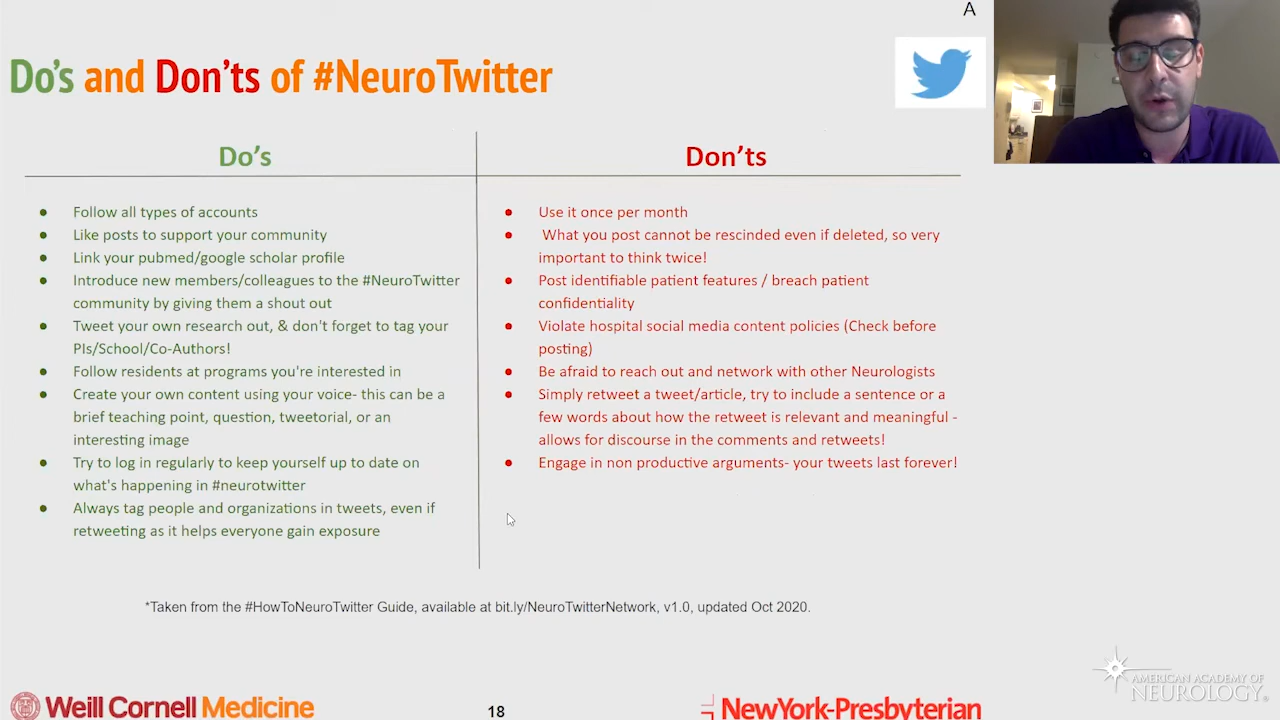 A
Do's and Don'ts of #NeuroTwitter
Do's
Follow all types of accounts
Like posts to support your community
Link your pubmed/google scholar profile
Introduce new members/colleagues to the #NeuroTwitter
community by giving them a shout out
Tweet your own research out, & don't forget to tag your
PIs/School/Co-Authors!
Follow residents at programs you're interested in
Create your own content using your voice- this can be a
brief teaching point, question, tweetorial, or an
interesting image
Try to log in regularly to keep yourself up to date on
what's happening in #neurotwitter
Always tag people and organizations in tweets, even if
retweeting as it helps everyone gain exposure
Don'ts
Use it once per month
What you post cannot be rescinded even if deleted, so very
important to think twice!
Post identifiable patient features / breach patient
confidentiality
Violate hospital social media content policies (Check before
posting)
Be afraid to reach out and network with other Neurologists
Simply retweet a tweet/article, try to include a sentence or a
few words about how the retweet is relevant and meaningful -
allows for discourse in the comments and retweets!
Engage in non productive arguments- your tweets last forever!
*Taken from the #HowToNeuroTwitter Guide, available at bit.ly/NeuroTwitterNetwork, v1.0, updated Oct 2020.
Weill Cornell Medicine
18
NewYork-Presbyterian
AMERICAN ACADEMY OF
NEUROLOGY®